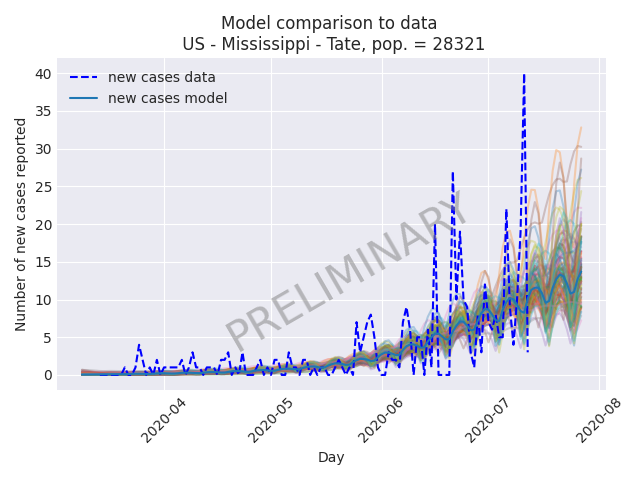 Model comparison to data
US - Mississippi - Tate, pop. = 28321
new cases data
new cases model
Number of new cases reported
40
35
30
25
20
15
10
5
0
PRELIMINARY
2020-04
2020-05
2020-06
2020-07
2020-08
Day